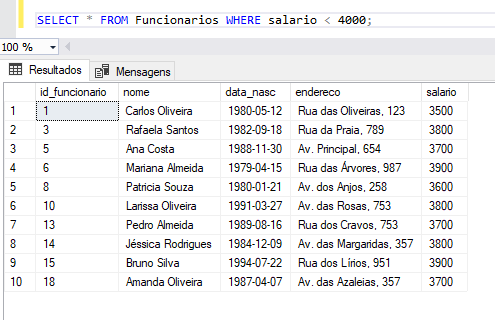 SELECT * FROM Funcionarios WHERE salario < 4000;
100 %
Resultados Mensagens
id_funcionario nome data_nasc endereco salario
1 1 Carlos Oliveira 1980-05-12 Rua das Oliveiras, 123 3500
2 3 Rafaela Santos 1982-09-18 Rua da Praia, 789 3800
3 5 Ana Costa 1988-11-30 Av. Principal, 654 3700
4 6 Mariana Almeida 1979-04-15 Rua das Árvores, 987 3900
5 8 Patricia Souza 1980-01-21 Av. dos Anjos, 258 3600
6 10 Larissa Oliveira 1991-03-27 Av. das Rosas, 753 3800
7 13 Pedro Almeida 1989-08-16 Rua dos Cravos, 753 3700
8 14 Jéssica Rodrigues 1984-12-09 Av. das Margaridas, 357 3800
9 15 Bruno Silva 1994-07-22 Rua dos Lírios, 951 3900
10 18 Amanda Oliveira 1987-04-07 Av. das Azaleias, 357 3700